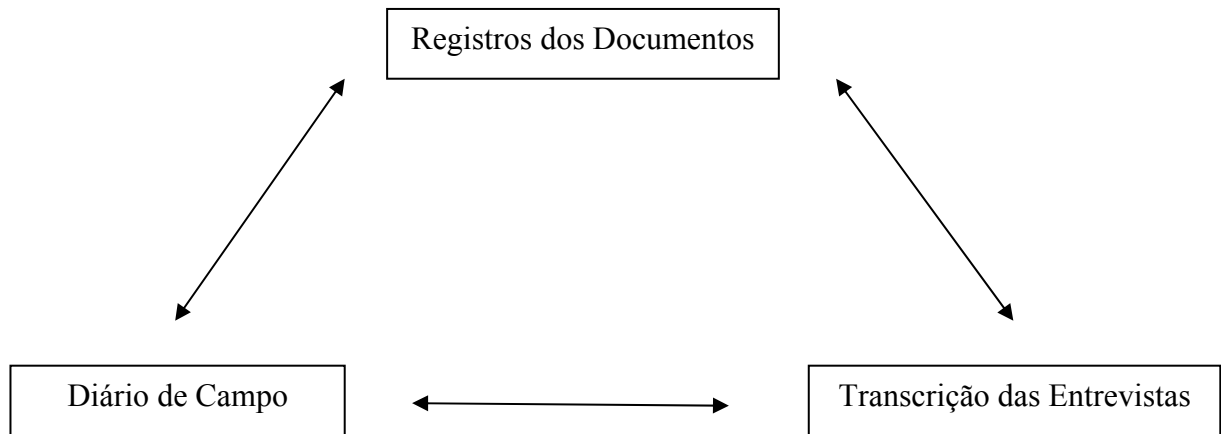 Registros dos Documentos
Diário de Campo
Transcrição das Entrevistas